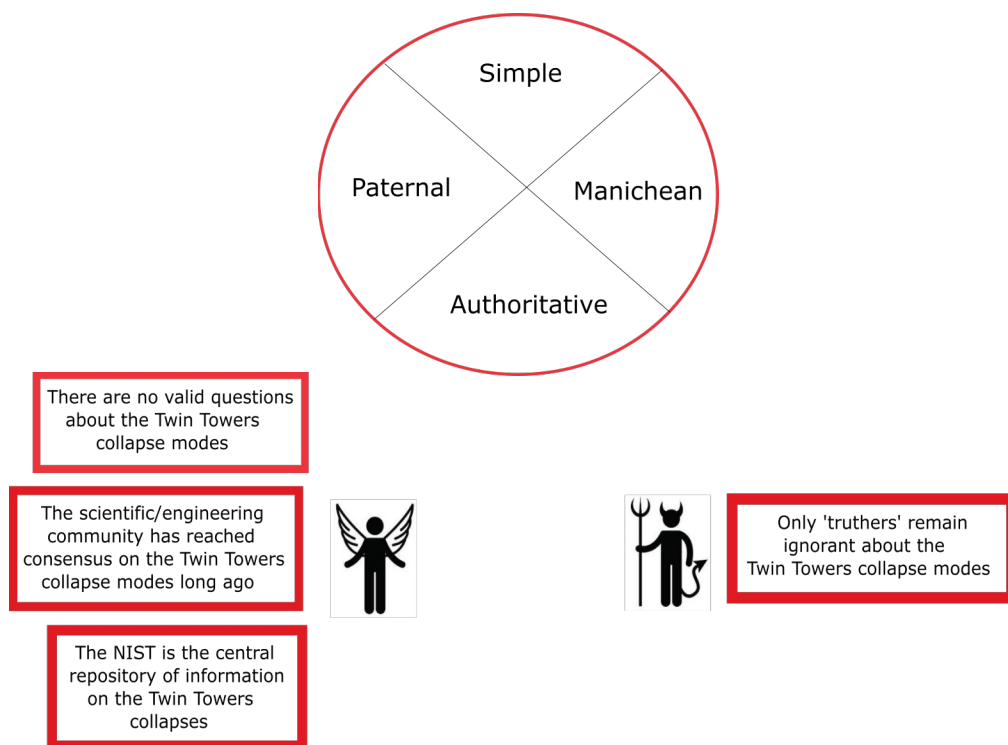 Simple
Paternal
Manichean
Authoritative
There are no valid questions
about the Twin Towers
collapse modes
The scientific/engineering
community has reached
consensus on the Twin Towers
collapse modes long ago
Only 'truthers' remain
ignorant about the
Twin Towers collapse modes
The NIST is the central
repository of information
on the Twin Towers
collapses